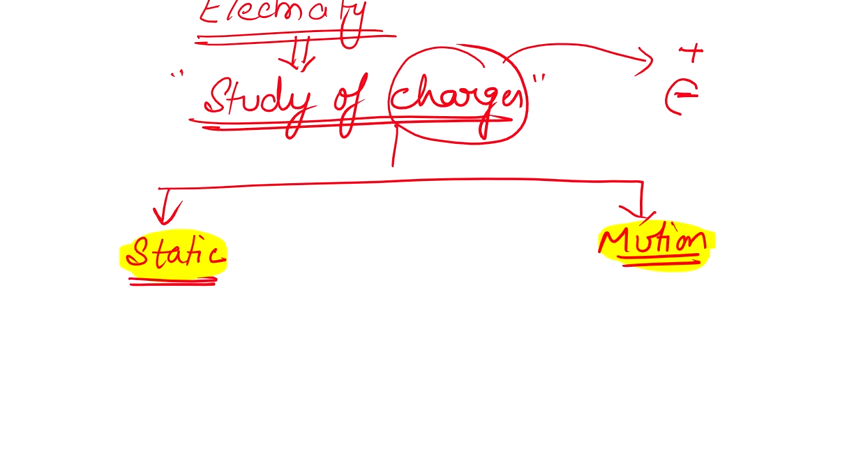 Electricity
"Study of charges"
+
-
Static
Motion